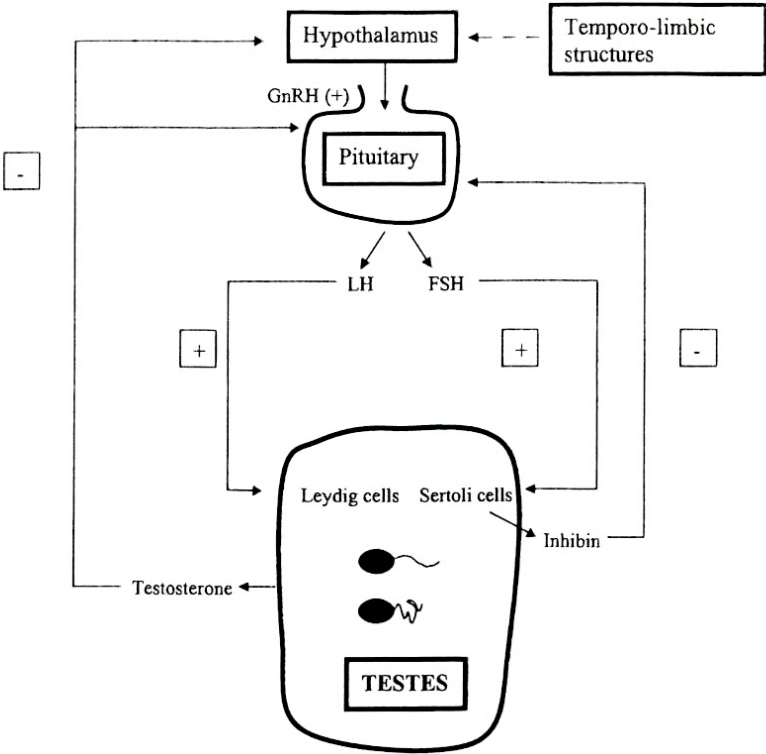 Hypothalamus
Temporo-limbic
structures
GnRH (+)
Pituitary
-
LH
FSH
+
+
-
Leydig cells
Sertoli cells
Inhibin
Testosterone
TESTES